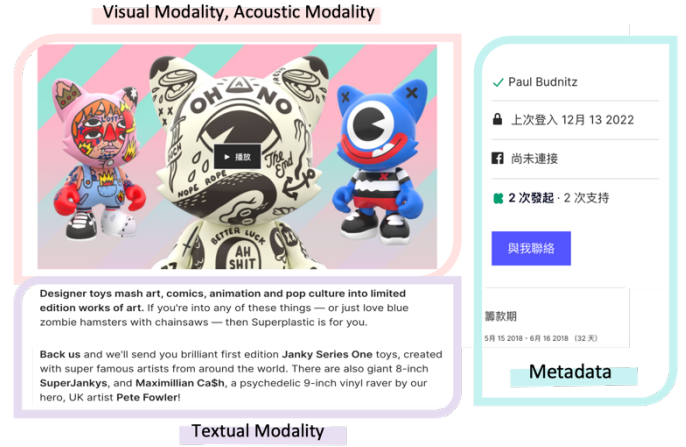 Visual Modality, Acoustic Modality
OH NO
▶ 播放
The End
NOPE ROPE
BETTER LUCK
AH
SHIT
Designer toys mash art, comics, animation and pop culture into limited
edition works of art. If you're into any of these things — or just love blue
zombie hamsters with chainsaws — then Superplastic is for you.
Back us and we'll send you brilliant first edition Janky Series One toys, created
with super famous artists from around the world. There are also giant 8-inch
SuperJankys, and Maximillian Ca$h, a psychedelic 9-inch vinyl raver by our
hero, UK artist Pete Fowler!
Textual Modality
Paul Budnitz
上次登入 12月 13 2022
尚未連接
2 次發起 · 2 次支持
與我聯絡
籌款期
5月 15 2018 - 6月 16 2018 (32 天)
Metadata